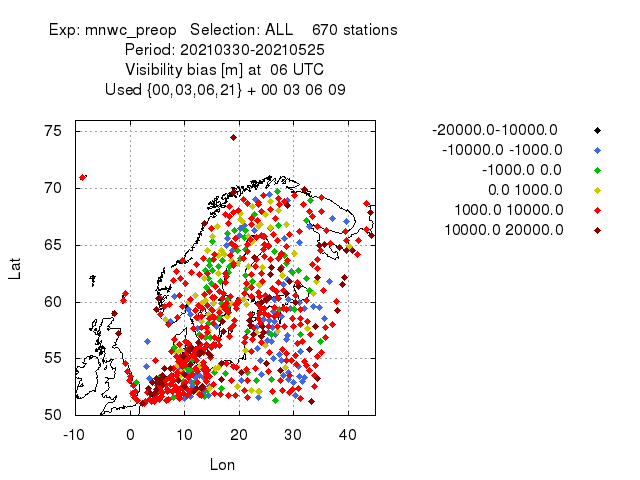 Exp: mnwc_preop Selection: ALL 670 stations
Period: 20210330-20210525
Visibility bias [m] at 06 UTC
Used {00,03,06,21} + 00 03 06 09
-20000.0-10000.0
-10000.0 -1000.0
-1000.0 0.0
0.0 1000.0
1000.0 10000.0
10000.0 20000.0
Lat
75
70
65
60
55
50
-10 0 10 20 30 40
Lon